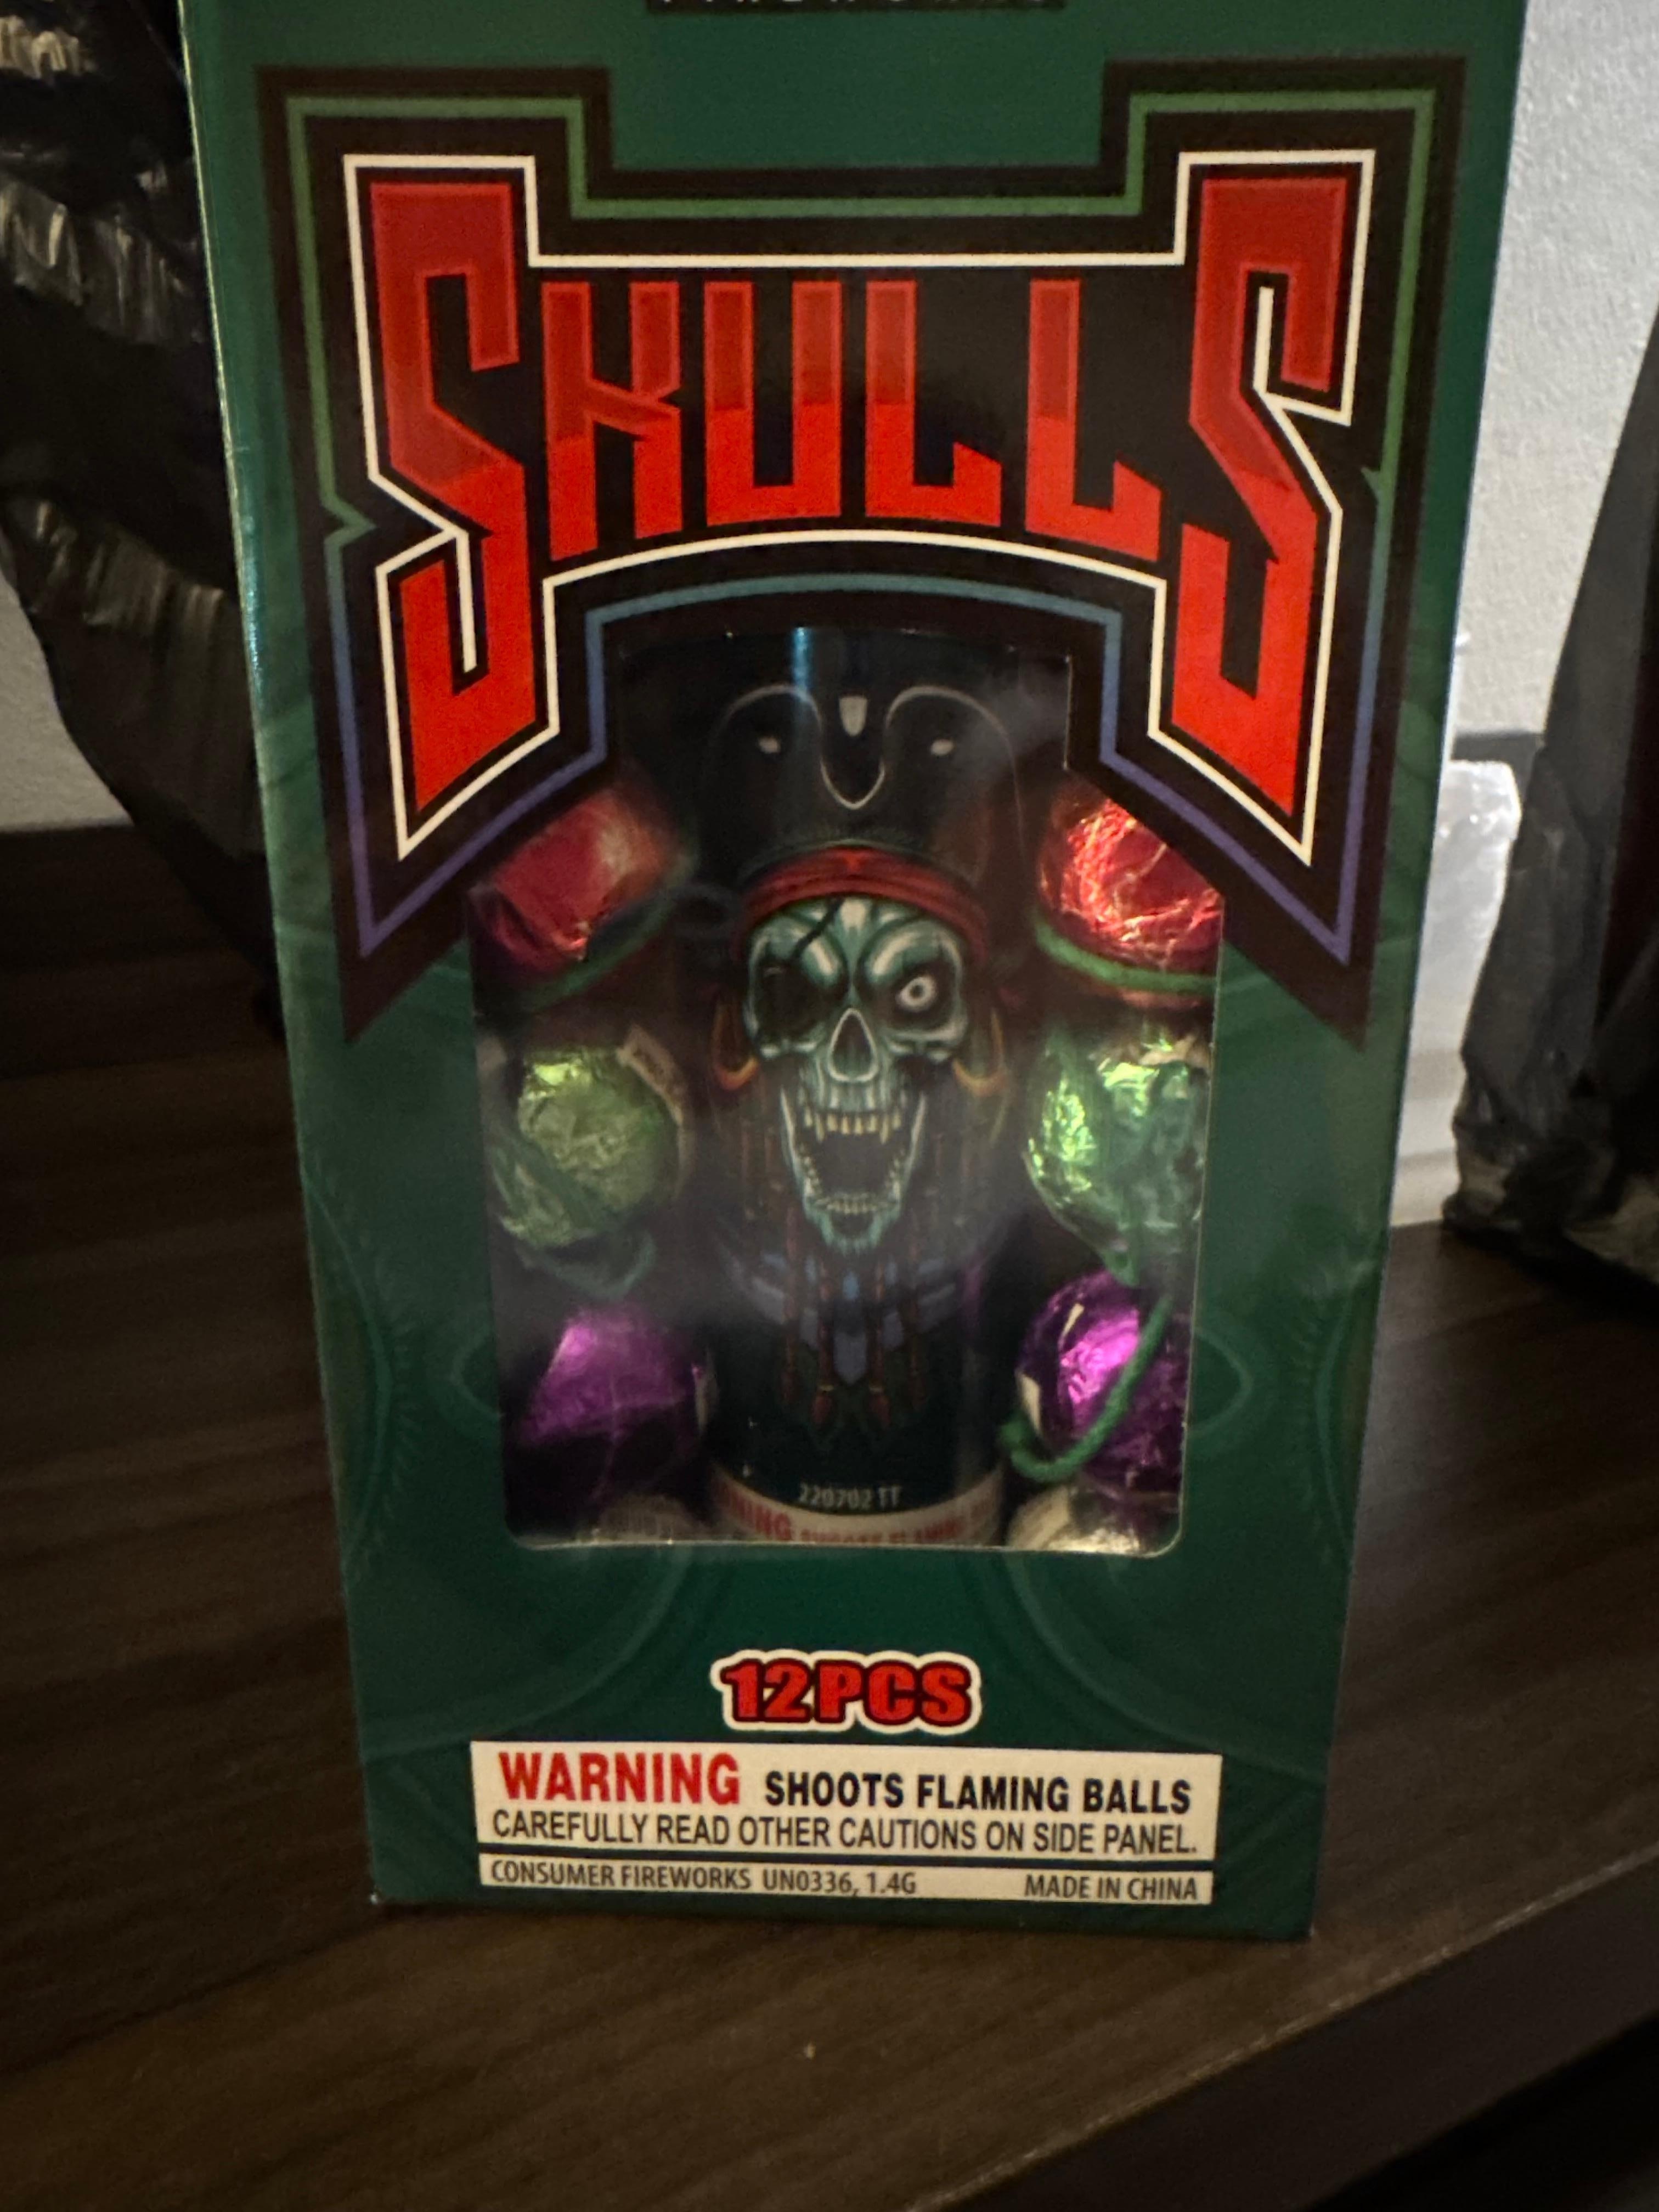 SKULLS
220702 TT
12PCS
WARNING SHOOTS FLAMING BALLS
CAREFULLY READ OTHER CAUTIONS ON SIDE PANEL.
CONSUMER FIREWORKS UN0336, 1.4G MADE IN CHINA